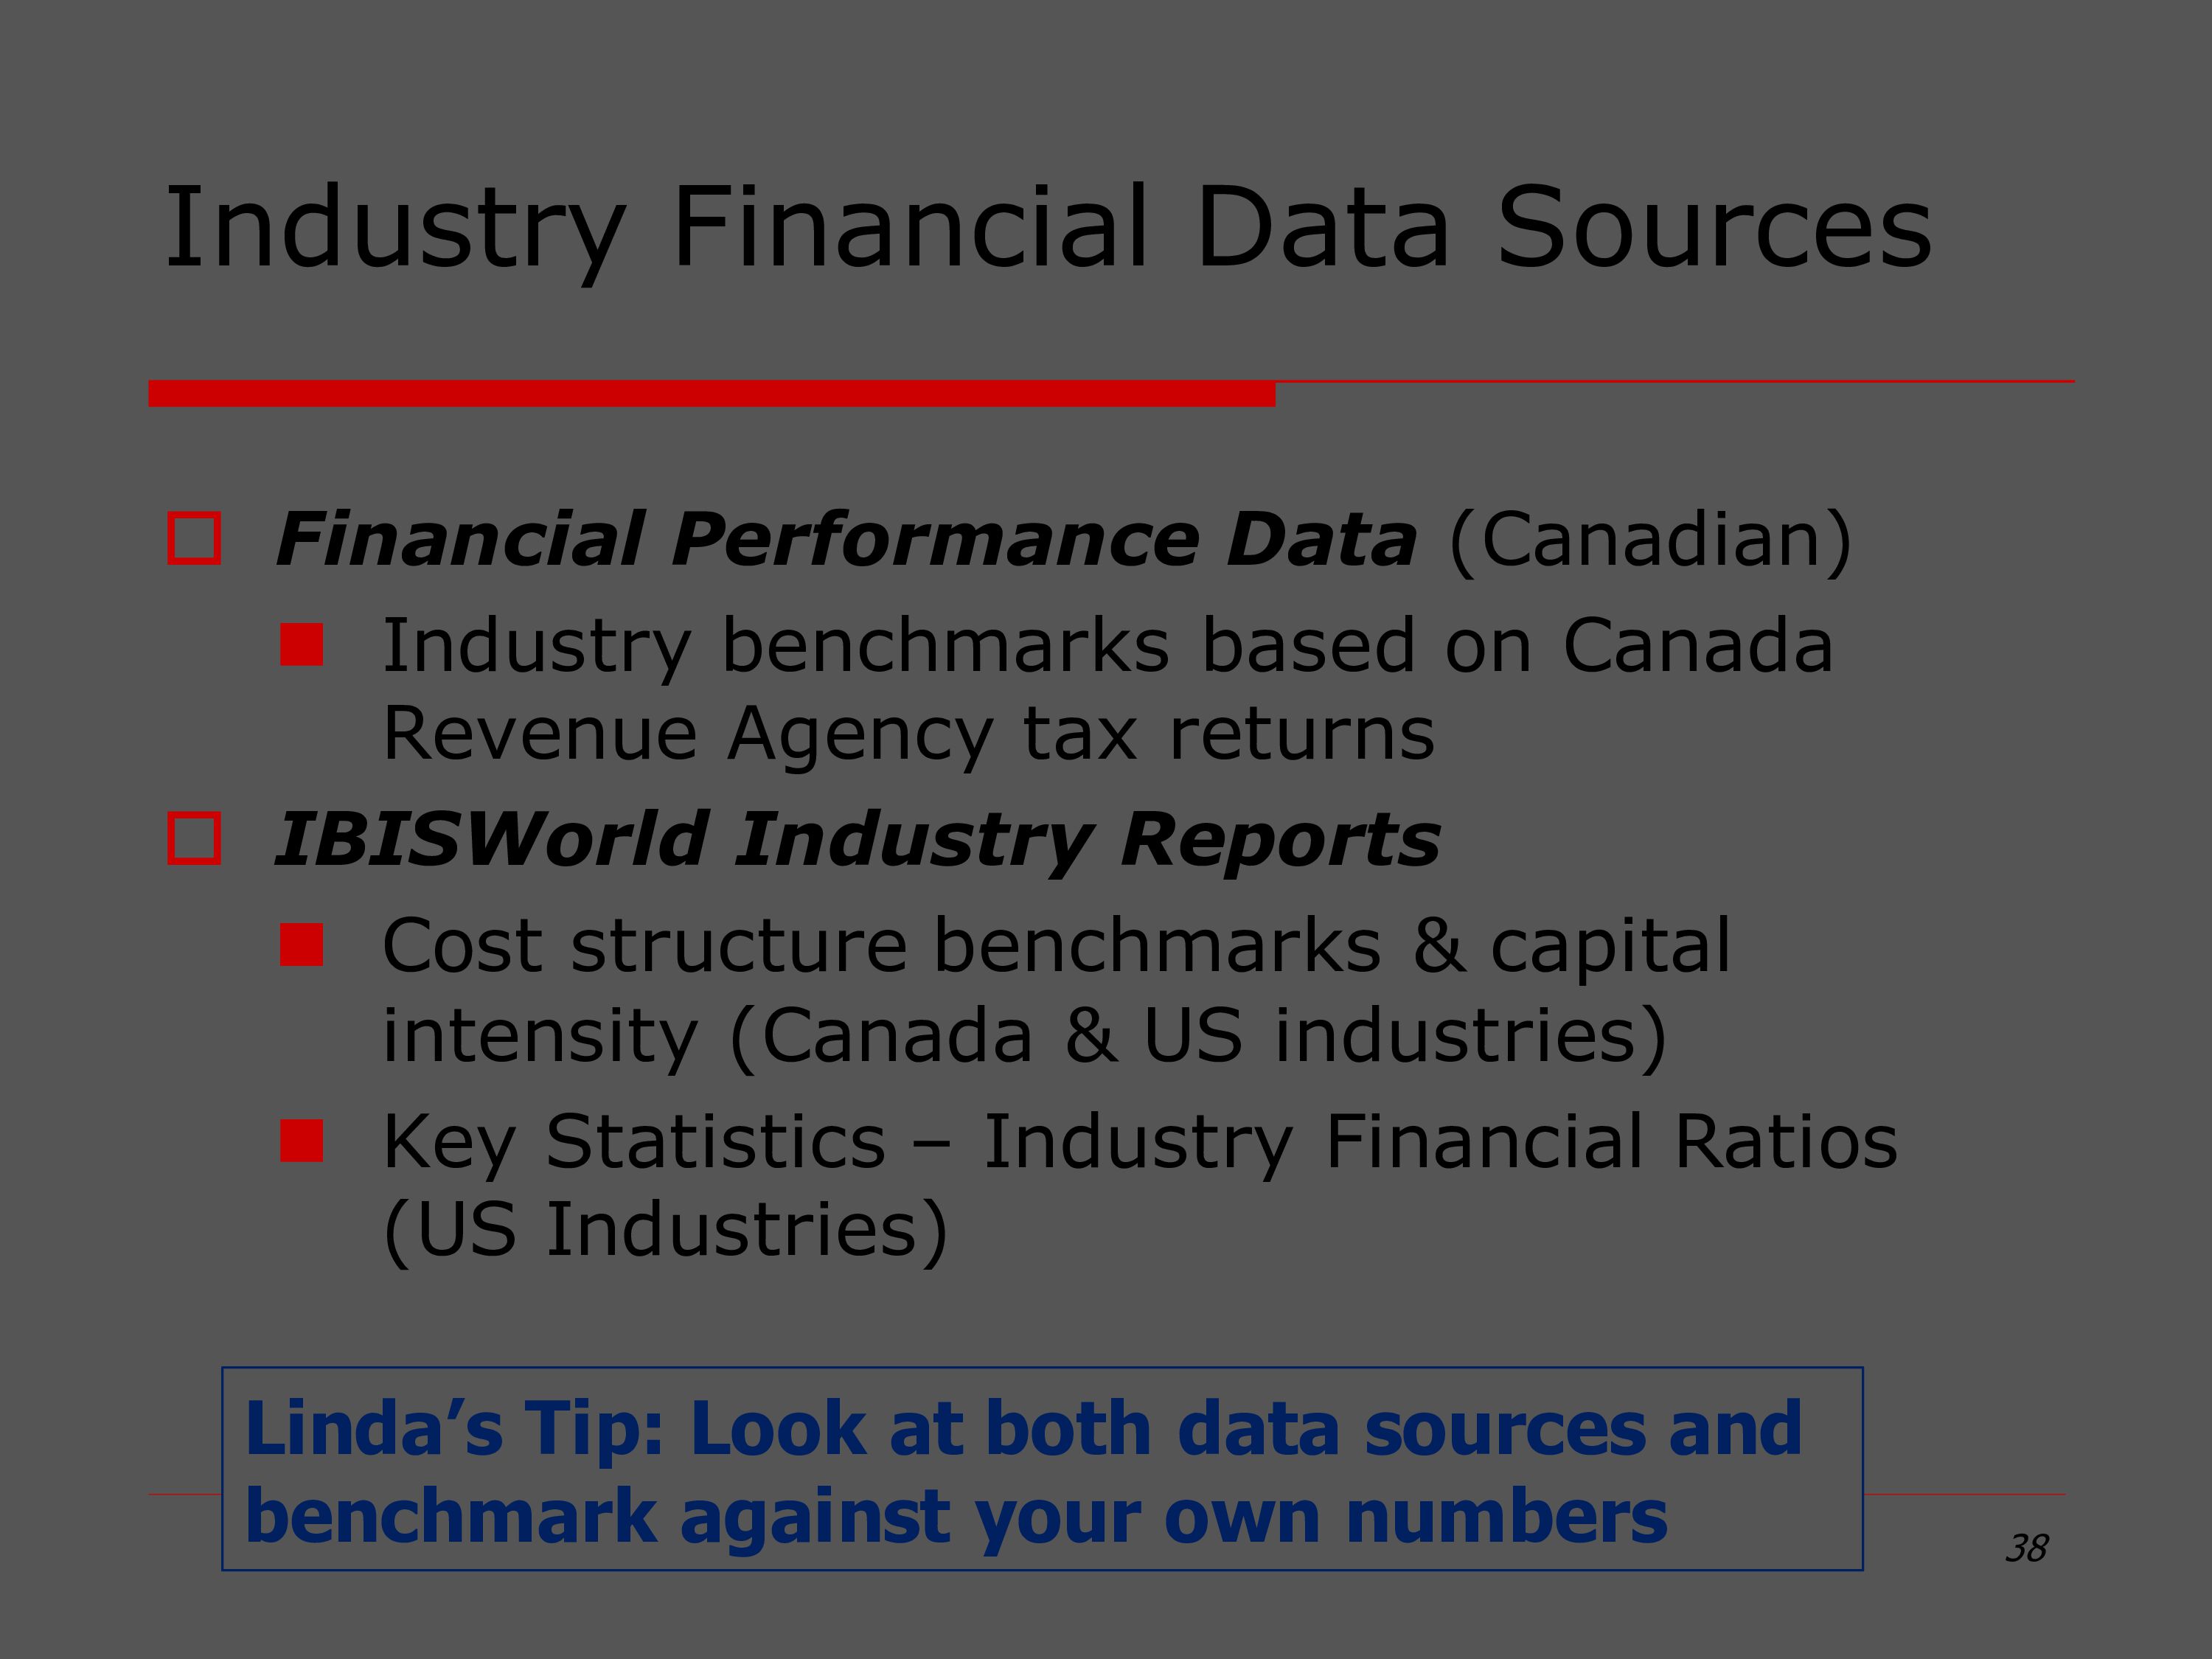 Industry Financial Data Sources
Financial Performance Data (Canadian)
Industry benchmarks based on Canada
Revenue Agency tax returns
IBISWorld Industry Reports
Cost structure benchmarks & capital
intensity (Canada & US industries)
Key Statistics – Industry Financial Ratios
(US Industries)
Linda’s Tip: Look at both data sources and
benchmark against your own numbers
38